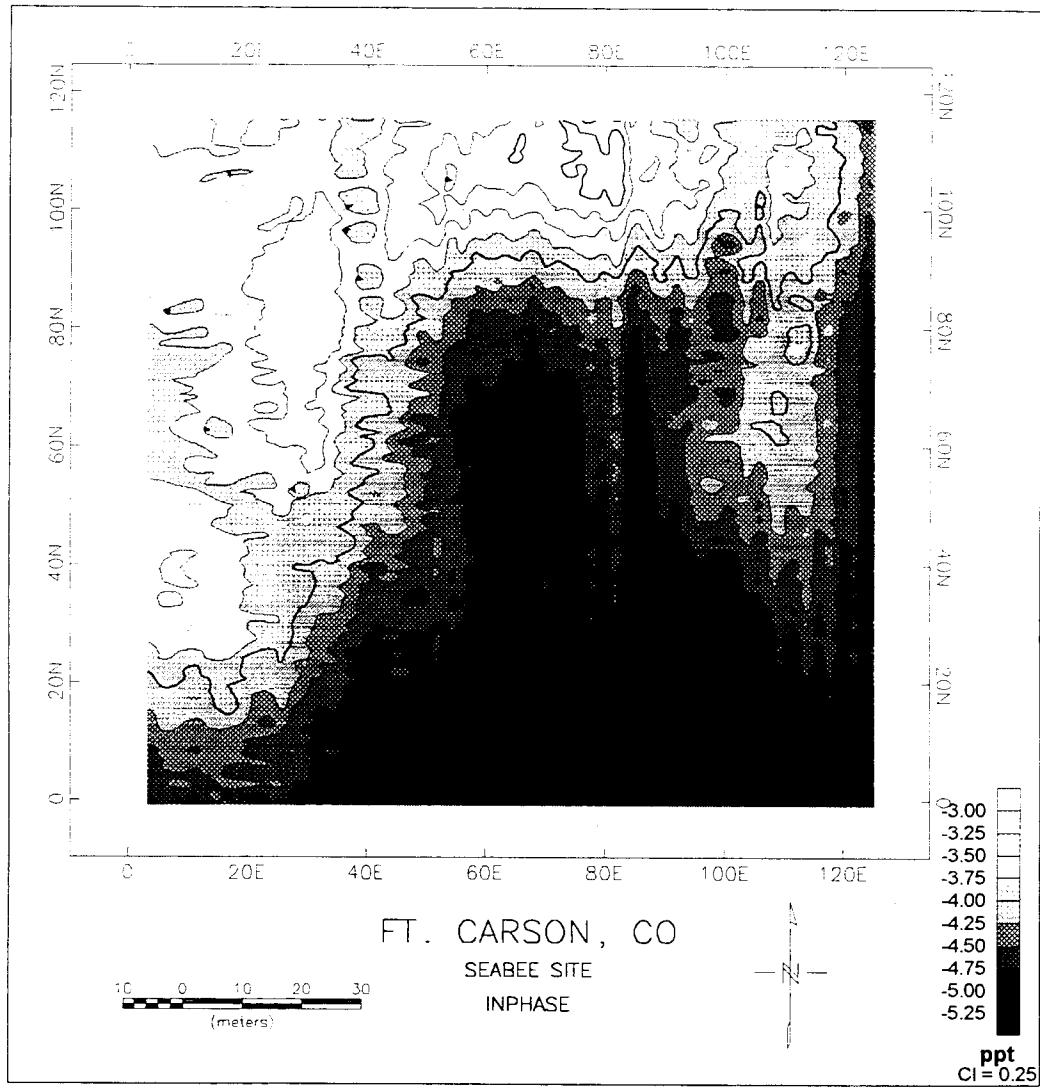 0 20E 40E 60E 80E 100E 120E
120N 120N
100N 100N
80N 80N
60N 60N
40N 40N
20N 20N
0 0
0 20E 40E 60E 80E 100E 120E
FT. CARSON, CO
SEABEE SITE
INPHASE
10 0 10 20 30
(meters)
N
-3.00
-3.25
-3.50
-3.75
-4.00
-4.25
-4.50
-4.75
-5.00
-5.25
ppt
CI = 0.25